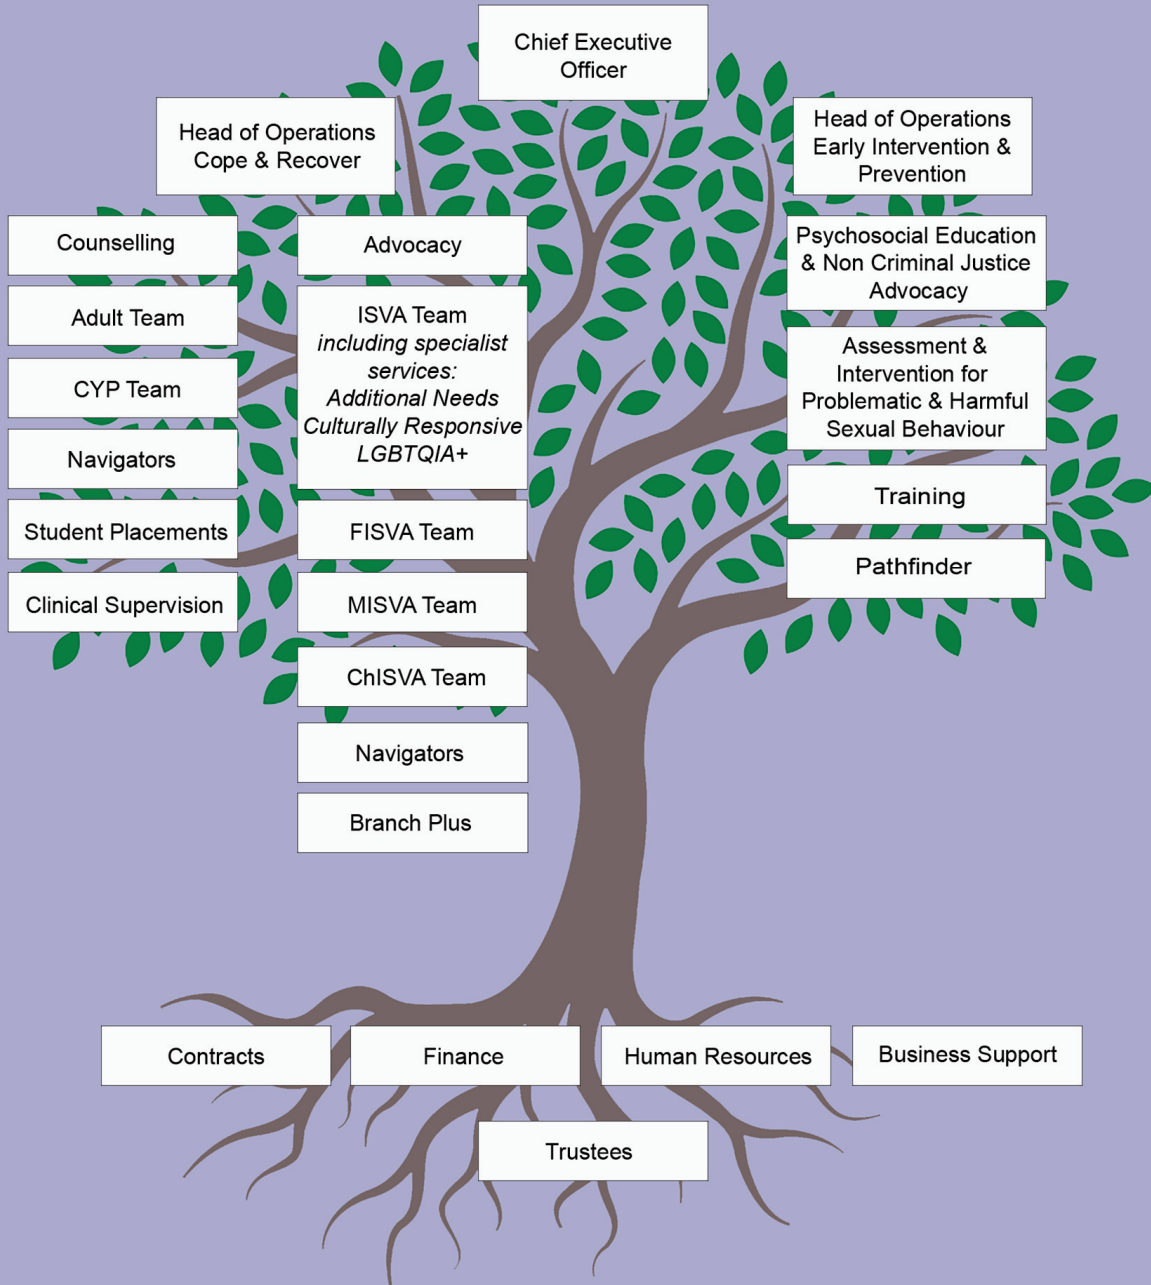 Chief Executive
Officer
Head of Operations
Cope & Recover
Head of Operations
Early Intervention &
Prevention
Counselling
Adult Team
CYP Team
Navigators
Student Placements
Clinical Supervision
Advocacy
ISVA Team
including specialist
services:
Additional Needs
Culturally Responsive
LGBTQIA+
FISVA Team
MISVA Team
ChISVA Team
Navigators
Branch Plus
Psychosocial Education
& Non Criminal Justice
Advocacy
Assessment &
Intervention for
Problematic & Harmful
Sexual Behaviour
Training
Pathfinder
Contracts
Finance
Human Resources
Business Support
Trustees